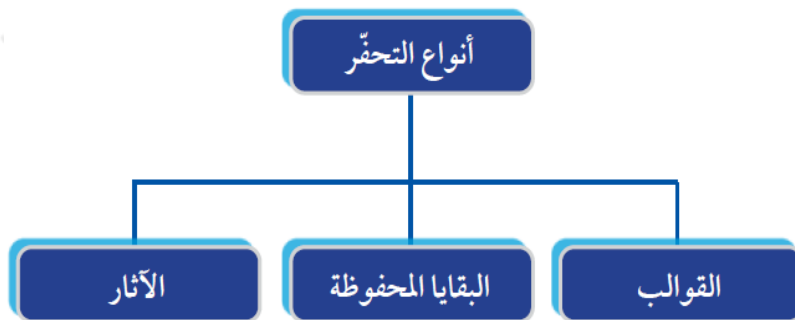 أنواع التحفّر
القوالب
البقايا المحفوظة
الآثار